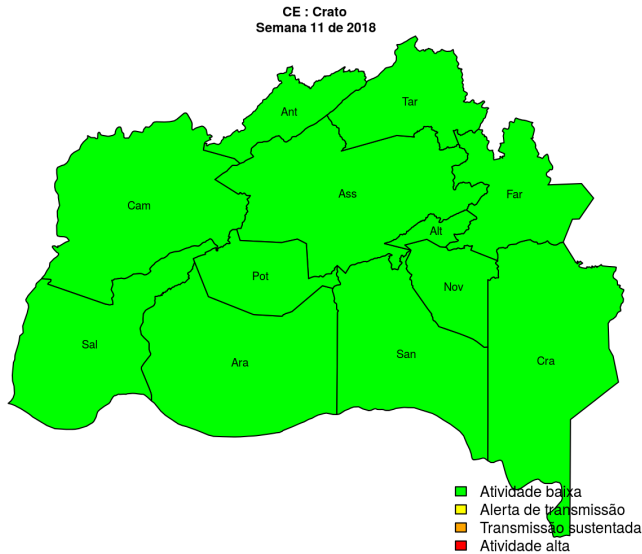 CE : Crato
Semana 11 de 2018
Tar
Ant
Ass
Far
Cam
Alt
Pot
Nov
Sal
Ara
San
Cra
Atividade baixa
Alerta de transmissão
Transmissão sustentada
Atividade alta